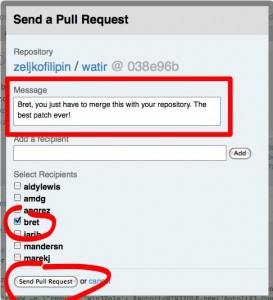 Send a Pull Request
Repository
zeljkofilipin / watir @ 038e96b
Message
Bret, you just have to merge this with your repository. The
best patch ever!
Add a recipient
Add
Select Recipients
aidylewis
amdg
angrez
bret
jarib
mandersn
marekj
Send Pull Request or cancel